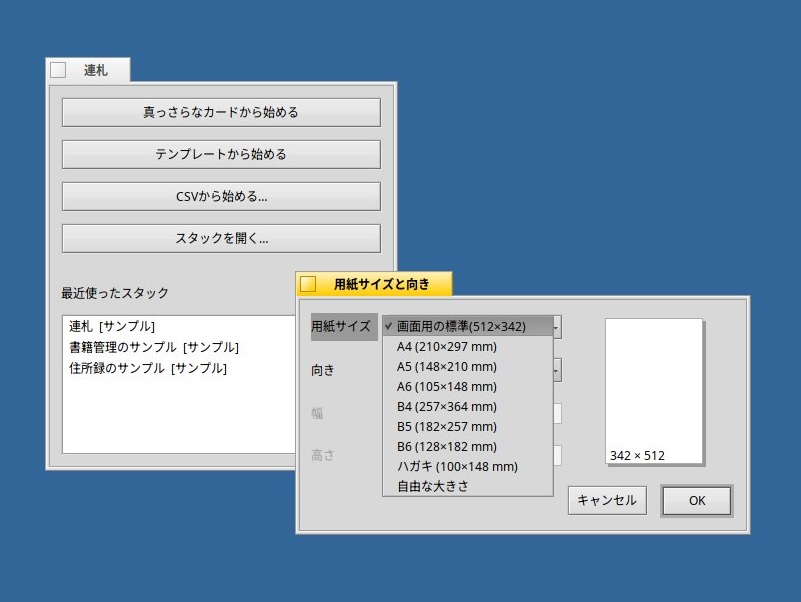 連札
真っさらなカードから始める
テンプレートから始める
CSVから始める...
スタックを開く...
最近使ったスタック
連札 [サンプル]
書籍管理のサンプル [サンプル]
住所録のサンプル [サンプル]
用紙サイズと向き
用紙サイズ
✓ 画面用の標準(512×342)
A4 (210×297 mm)
A5 (148×210 mm)
A6 (105×148 mm)
B4 (257×364 mm)
B5 (182×257 mm)
B6 (128×182 mm)
ハガキ (100×148 mm)
自由な大きさ
向き
幅
高さ
342 × 512
キャンセル
OK